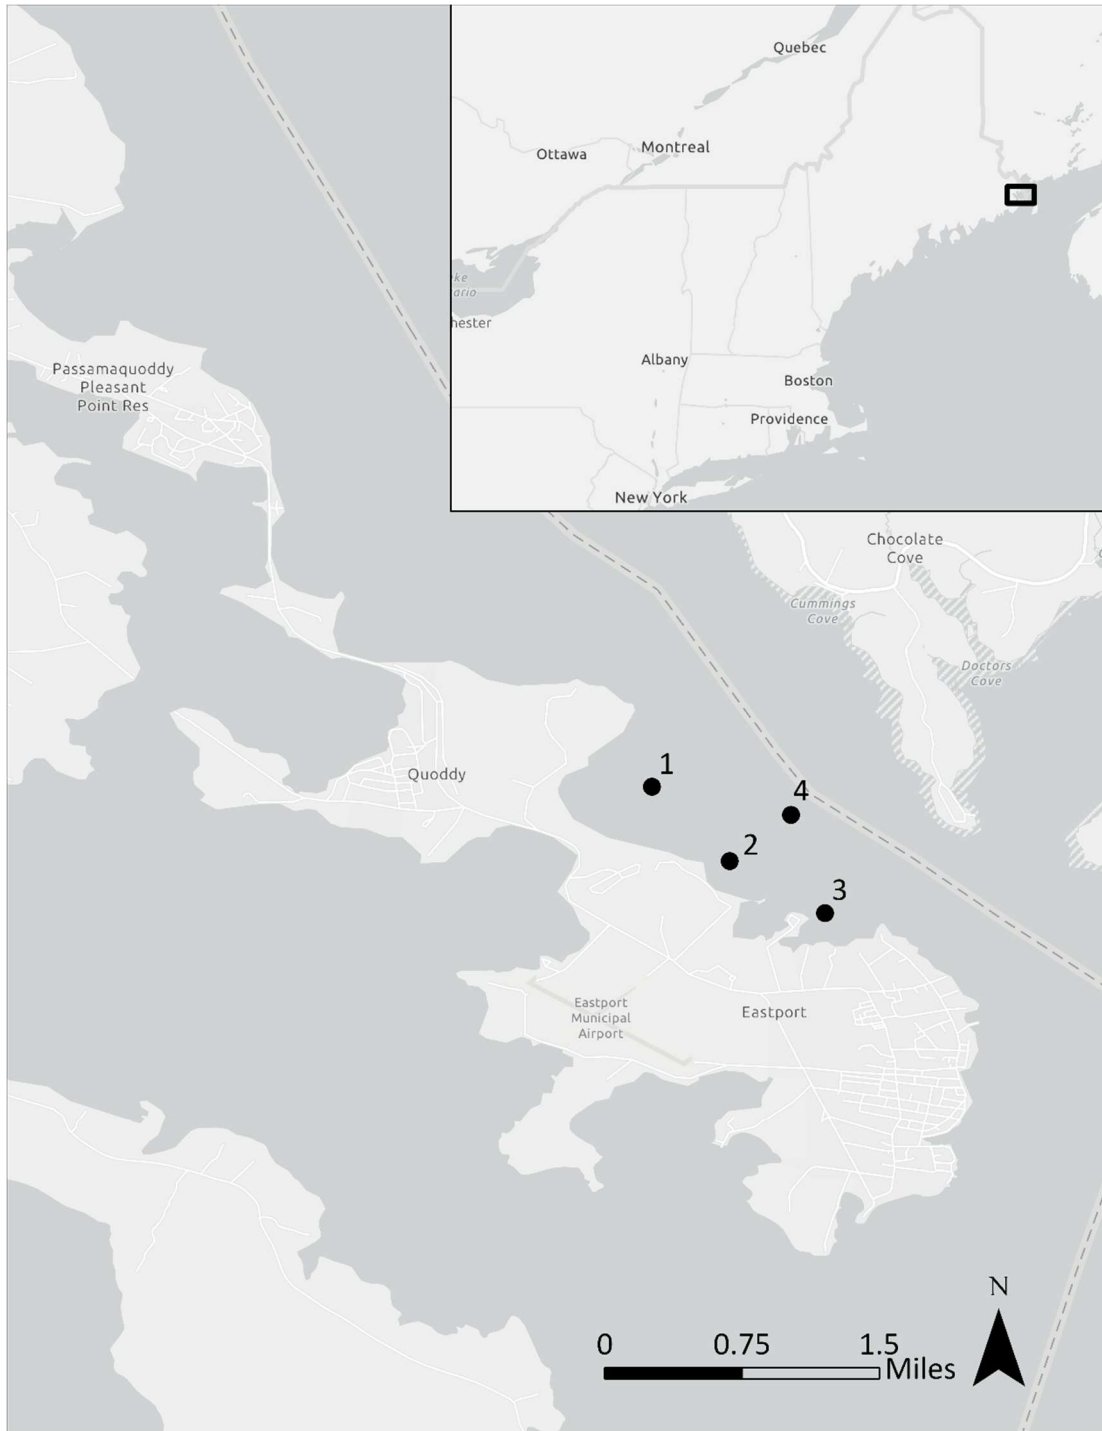 Quebec
Ottawa
Montreal
ke
ario
hester
Albany
Boston
Providence
New York
Passamaquoddy
Pleasant
Point Res
Chocolate
Cove
Cummings
Cove
Doctors
Cove
Quoddy
1
4
2
3
Eastport
Municipal
Airport
Eastport
N
0 0.75 1.5
Miles